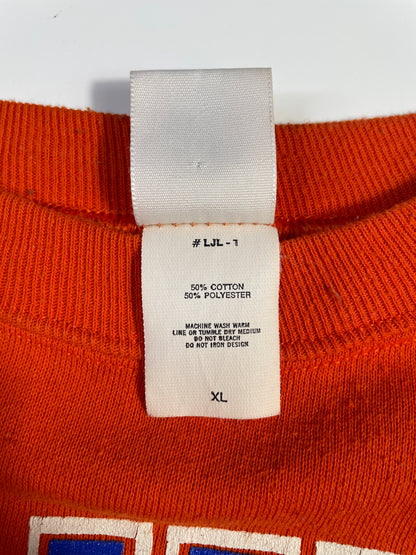 # LJL - 1
50% COTTON
50% POLYESTER
MACHINE WASH WARM
LINE OR TUMBLE DRY MEDIUM
DO NOT BLEACH
DO NOT IRON DESIGN
XL